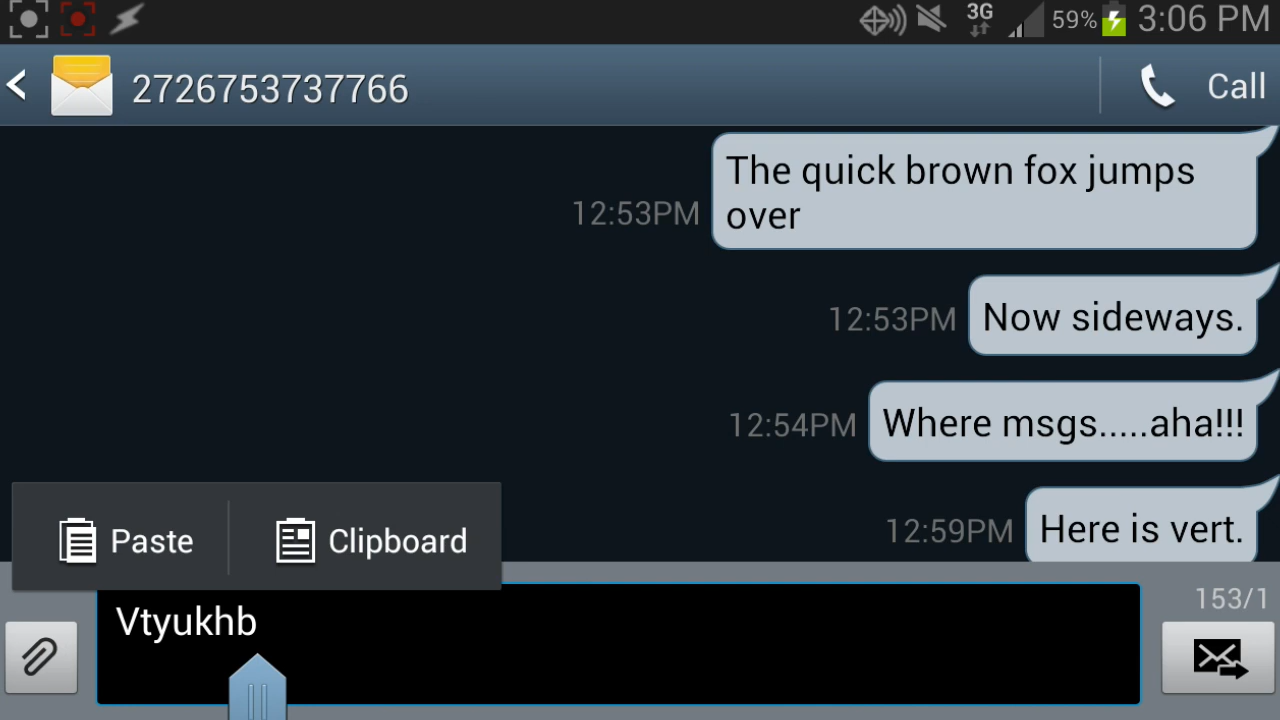 3G 59% 3:06 PM
2726753737766 Call
The quick brown fox jumps
over
12:53PM
12:53PM Now sideways.
12:54PM Where msgs.....aha!!!
12:59PM Here is vert.
Paste Clipboard
153/1
Vtyukhb